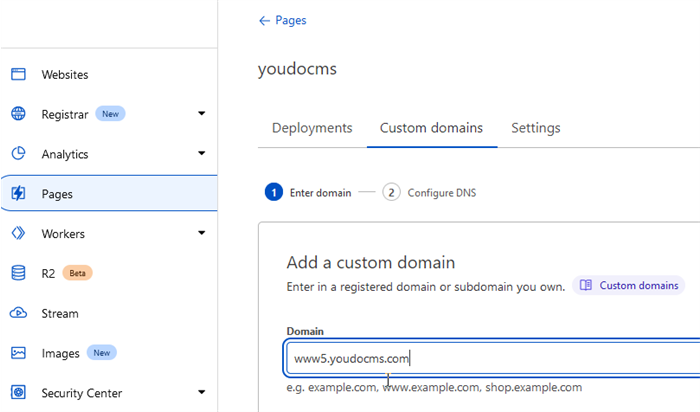 ← Pages
youdocms
Websites
Registrar New
Analytics
Pages
Workers
R2 Beta
Stream
Images New
Security Center
Deployments Custom domains Settings
1 Enter domain 2 Configure DNS
Add a custom domain
Enter in a registered domain or subdomain you own. Custom domains
Domain
www5.youdocms.com
e.g. example.com, www.example.com, shop.example.com